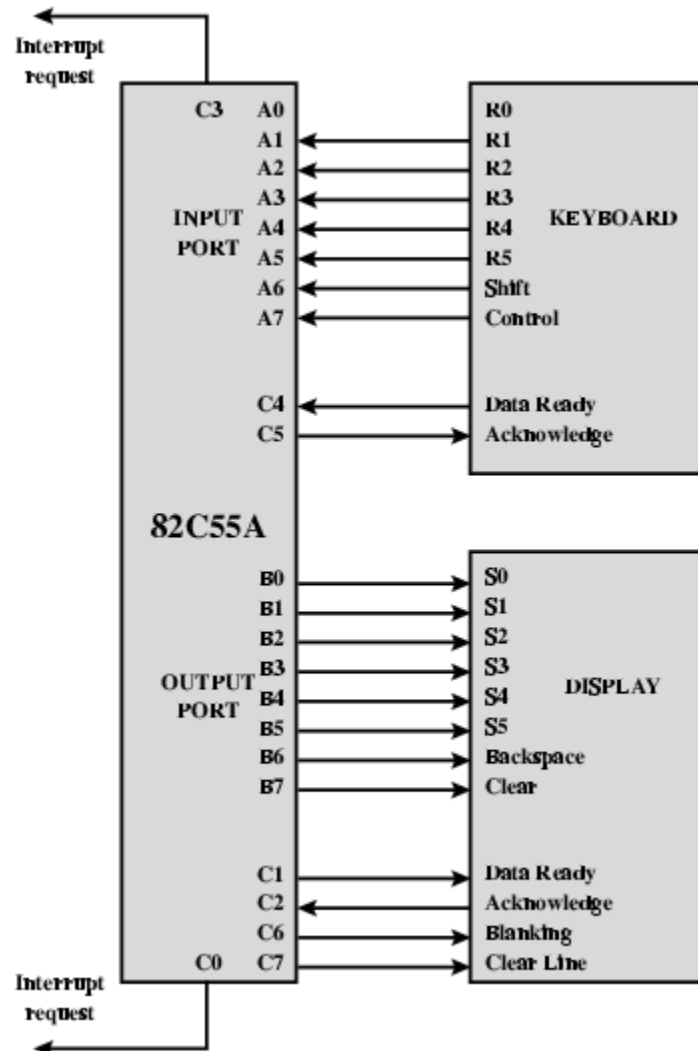 Interrupt
request
C3 A0 R0
A1 R1
A2 R2
A3 R3
INPUT
PORT
KEYBOARD
A4 R4
A5 R5
A6 Shift
A7 Control
C4 Data Ready
C5 Acknowledge
82C55A
B0 S0
B1 S1
B2 S2
B3 S3
OUTPUT
PORT
DISPLAY
B4 S4
B5 S5
B6 Backspace
B7 Clear
C1 Data Ready
C2 Acknowledge
C6 Blanking
C0 C7 Clear Line
Interrupt
request